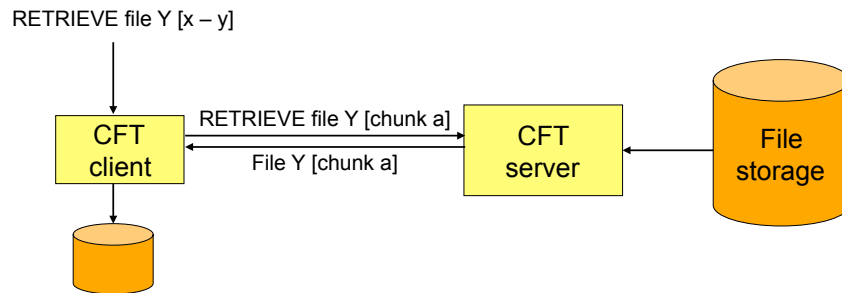 RETRIEVE file Y [x – y]
CFT
client
RETRIEVE file Y [chunk a]
File Y [chunk a]
CFT
server
File
storage